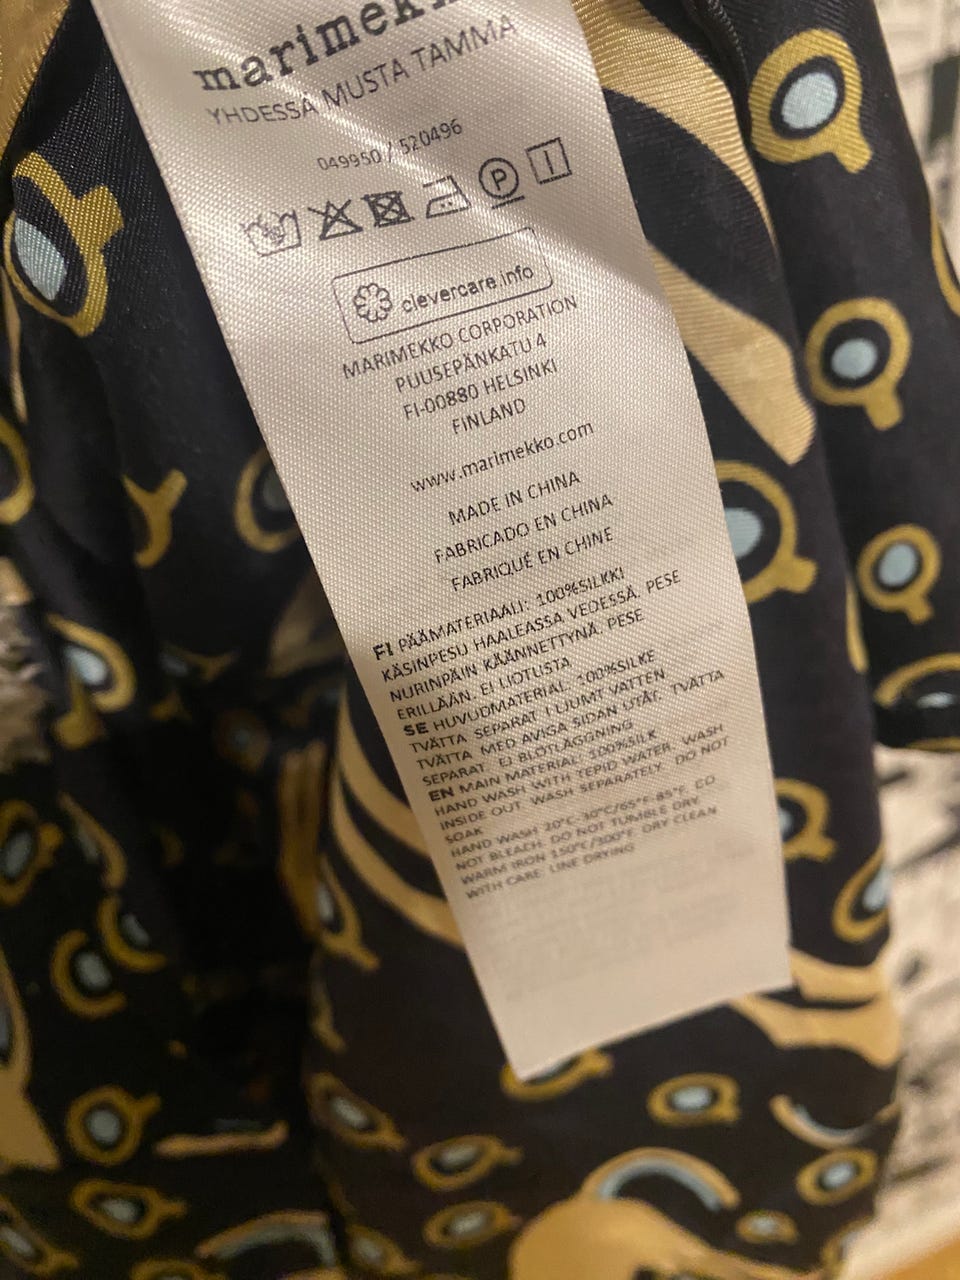 marimekko
YHDESSÄ MUSTA TAMMA
049950 / 520496
P
clevercare.info
MARIMEKKO CORPORATION
PUUSEPÄNKATU 4
FI-00880 HELSINKI
FINLAND
www.marimekko.com
MADE IN CHINA
FABRICADO EN CHINA
FABRIQUÉ EN CHINE
FI PÄÄMATERIAALI: 100%SILKKI
KÄSINPESU HAALEASSA VEDESSÄ. PESE
NURINPÄIN KÄÄNNETTYNÄ. PESE
ERILLÄÄN. EI LIOTUSTA
SE HUVUDMATERIAL: 100%SILKE
TVÄTTA SEPARAT I LJUMT VATTEN
TVÄTTA MED AVIGA SIDAN UTÅT. TVÄTTA
SEPARAT. EJ BLÖTLÄGGNING
EN MAIN MATERIAL: 100%SILK
HAND WASH WITH TEPID WATER. WASH
INSIDE OUT. WASH SEPARATELY. DO NOT
SOAK
HAND WASH 20°C-30°C/65°F-85°F. CO
NOT BLEACH. DO NOT TUMBLE DRY.
WARM IRON 150°C/300°F. DRY CLEAN
WITH CARE. LINE DRYING